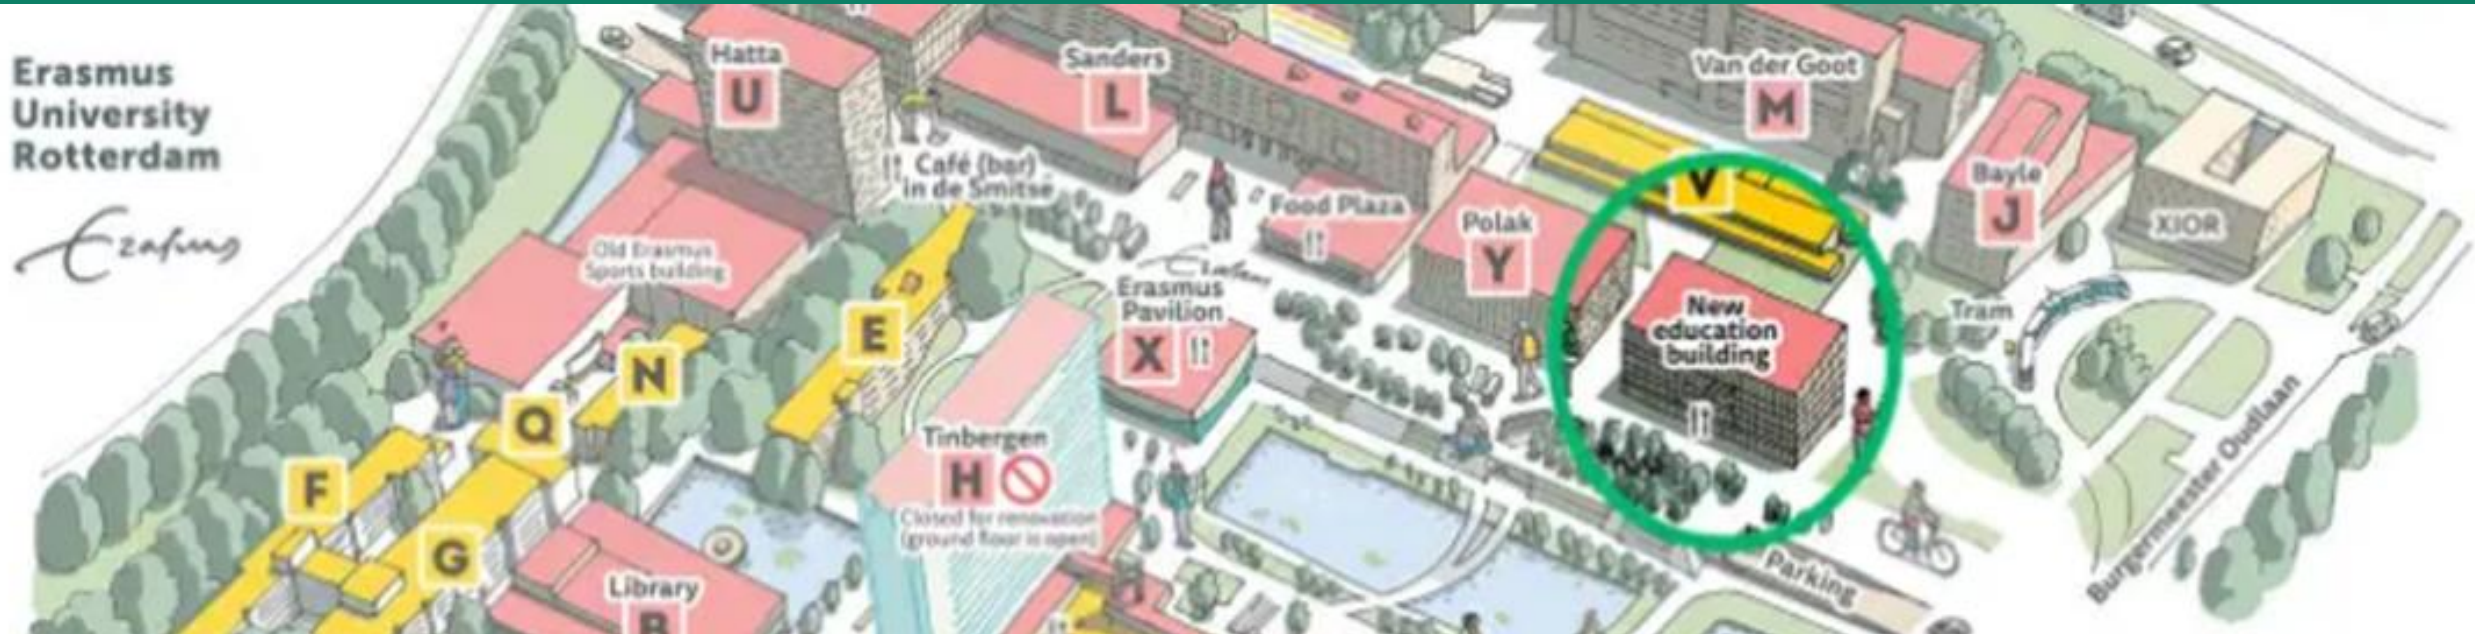 Erasmus
University
Rotterdam
Erasmus
Hatta
U
Sanders
L
Van der Goot
M
Café (bar)
in de Smitse
Food Plaza
Polak
Y
V
Bayle
J
XIOR
Old Erasmus
Sports building
Erasmus
Pavilion
X
New
education
building
Tram
E
N
Q
F
G
Tinbergen
H
Closed for renovation
(ground floor is open)
Library
B
Parking
Burgermeester Oudlaan